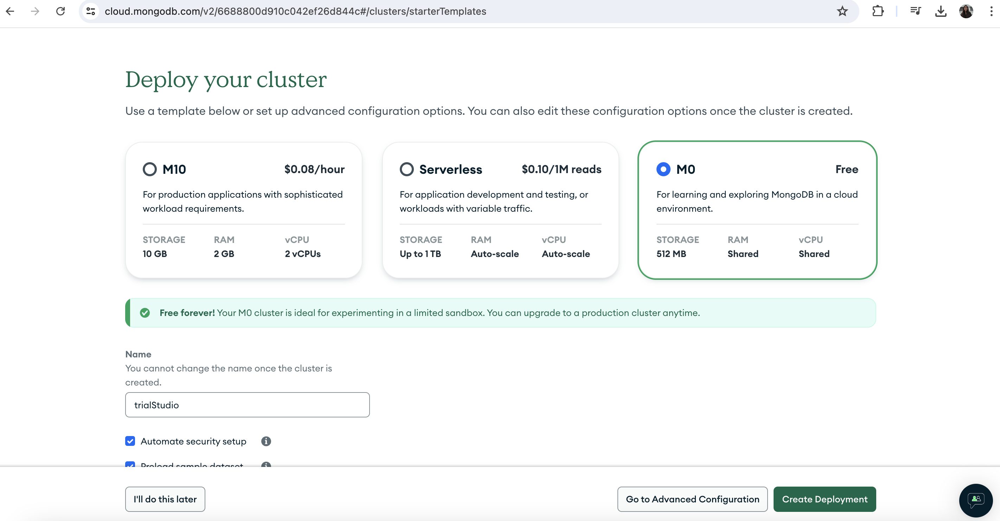 cloud.mongodb.com/v2/6688800d910c042ef26d844c#/clusters/starterTemplates
Deploy your cluster
Use a template below or set up advanced configuration options. You can also edit these configuration options once the cluster is created.
M10 $0.08/hour
For production applications with sophisticated
workload requirements.
STORAGE RAM vCPU
10 GB 2 GB 2 vCPUs
Serverless $0.10/1M reads
For application development and testing, or
workloads with variable traffic.
STORAGE RAM vCPU
Up to 1 TB Auto-scale Auto-scale
M0 Free
For learning and exploring MongoDB in a cloud
environment.
STORAGE RAM vCPU
512 MB Shared Shared
Free forever! Your M0 cluster is ideal for experimenting in a limited sandbox. You can upgrade to a production cluster anytime.
Name
You cannot change the name once the cluster is
created.
trialStudio
Automate security setup
Preload sample dataset
I'll do this later
Go to Advanced Configuration
Create Deployment